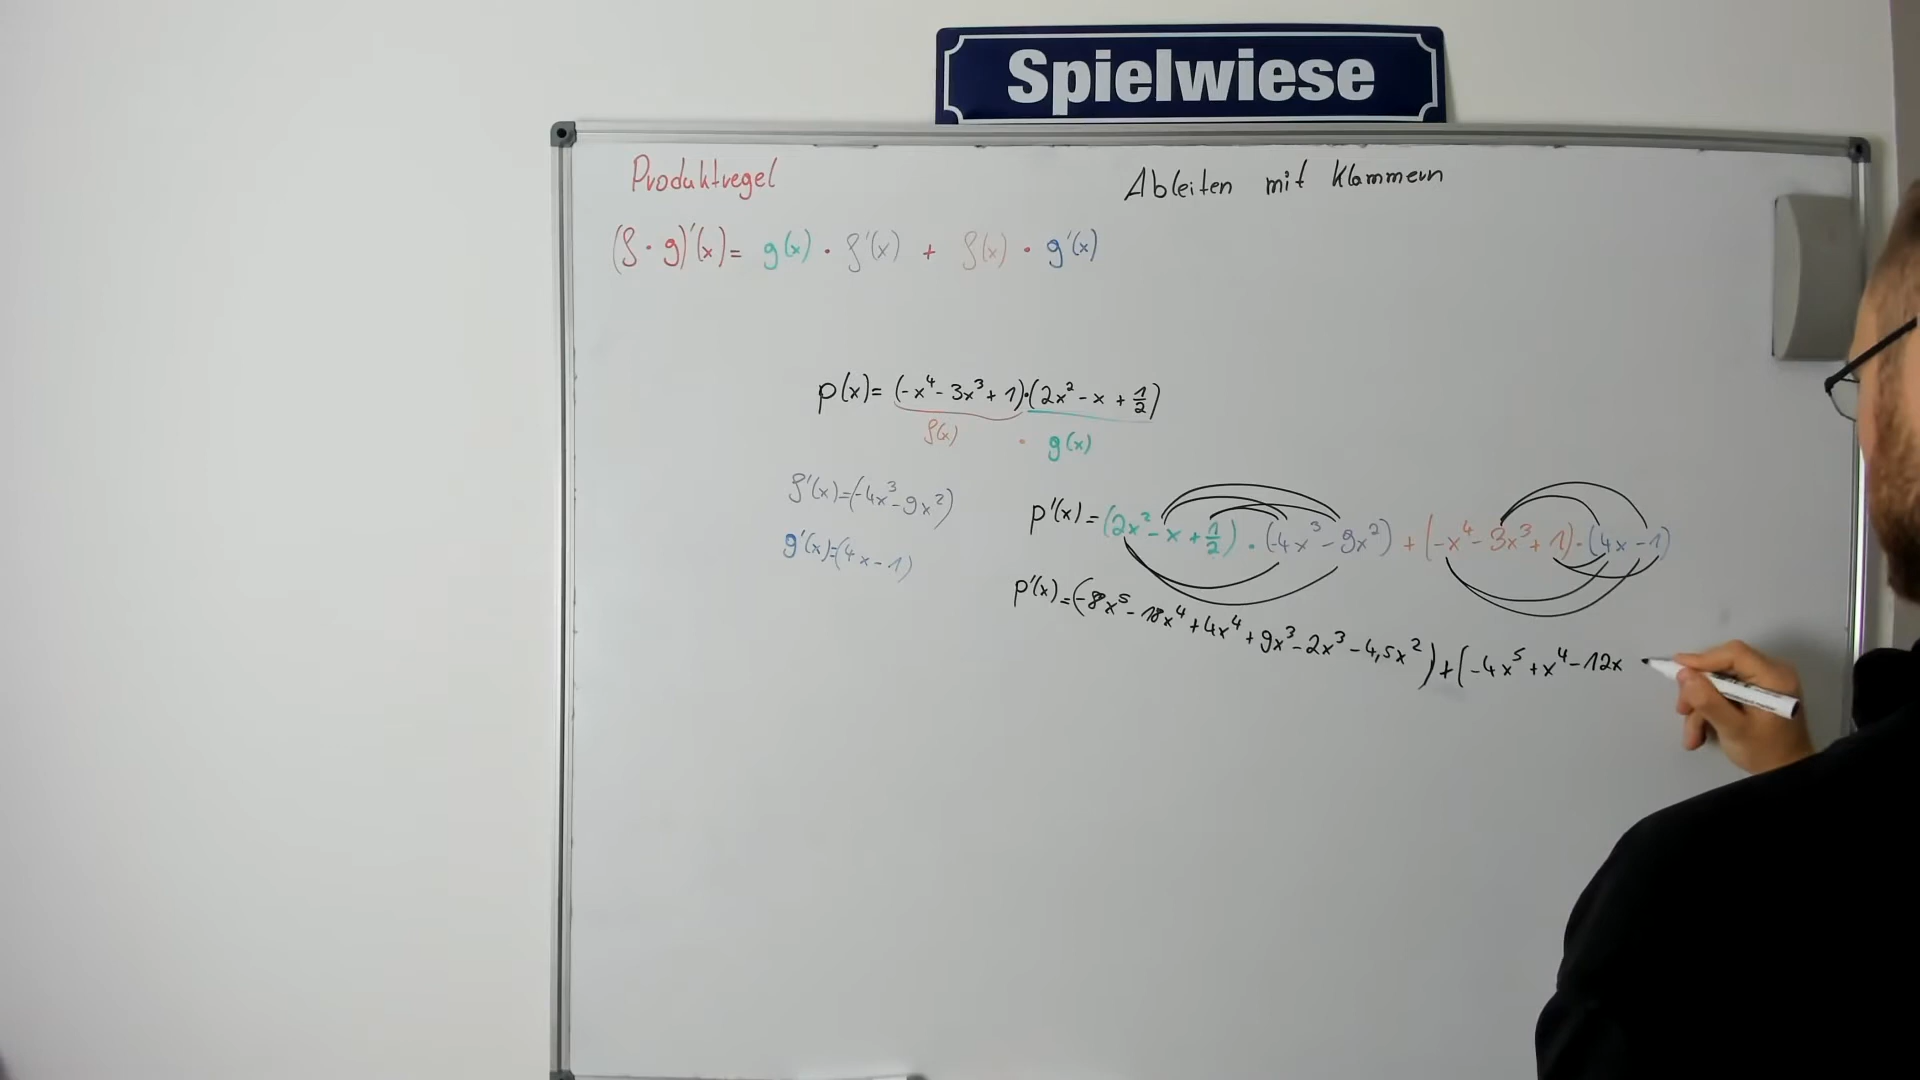 Spielwiese
Produktregel
Ableiten mit Klammern
(f · g)'(x) = g(x) · f'(x) + f(x) · g'(x)
p(x) = (-x⁴ - 3x³ + 1)·(2x² - x + 1/2)
f(x) · g(x)
f'(x)=(-4x³-9x²)
g'(x)=(4x-1)
p'(x) = (2x² - x + 1/2) · (-4x³ - 9x²) + (-x⁴ - 3x³ + 1) · (4x - 1)
p'(x) = (-8x⁵ - 18x⁴ + 4x⁴ + 9x³ - 2x³ - 4,5x²) + (-4x⁵ + x⁴ - 12x